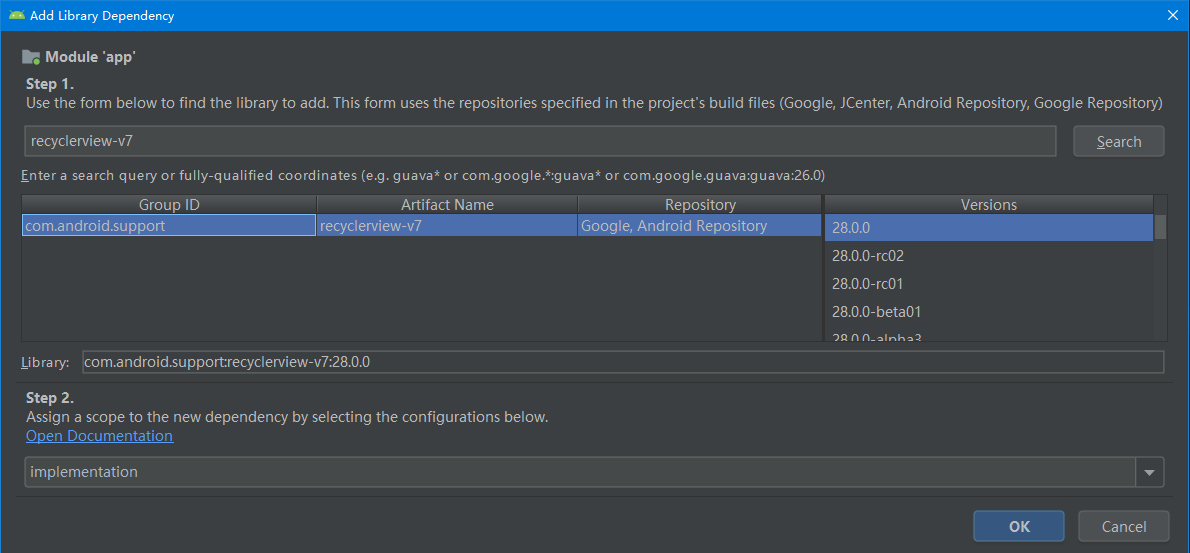 Add Library Dependency
Module 'app'
Step 1.
Use the form below to find the library to add. This form uses the repositories specified in the project's build files (Google, JCenter, Android Repository, Google Repository)
recyclerview-v7
Search
Enter a search query or fully-qualified coordinates (e.g. guava* or com.google.*:guava* or com.google.guava:guava:26.0)
Group ID Artifact Name Repository Versions
com.android.support recyclerview-v7 Google, Android Repository 28.0.0
28.0.0-rc02
28.0.0-rc01
28.0.0-beta01
28.0.0-alpha3
Library: com.android.support:recyclerview-v7:28.0.0
Step 2.
Assign a scope to the new dependency by selecting the configurations below.
Open Documentation
implementation
OK Cancel